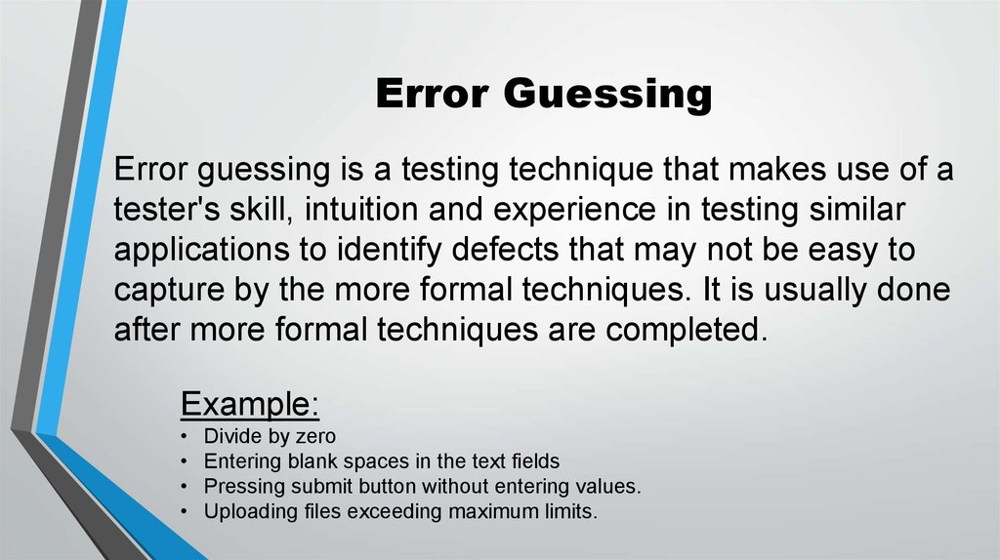 Error Guessing
Error guessing is a testing technique that makes use of a
tester's skill, intuition and experience in testing similar
applications to identify defects that may not be easy to
capture by the more formal techniques. It is usually done
after more formal techniques are completed.
Example:
• Divide by zero
• Entering blank spaces in the text fields
• Pressing submit button without entering values.
• Uploading files exceeding maximum limits.